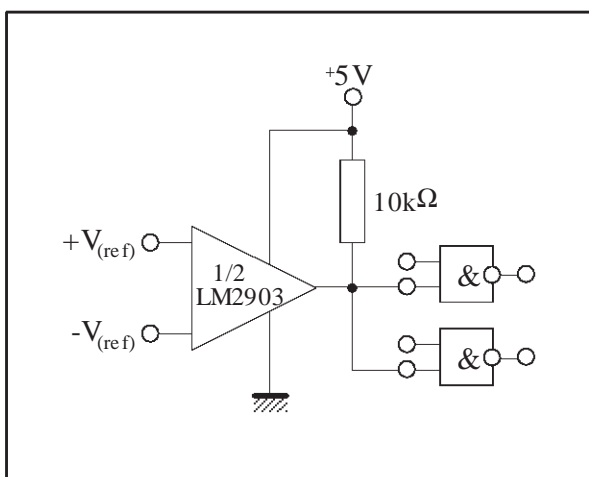 +5V
10kΩ
+V(ref)
1/2
LM2903
-V(ref)
&
&